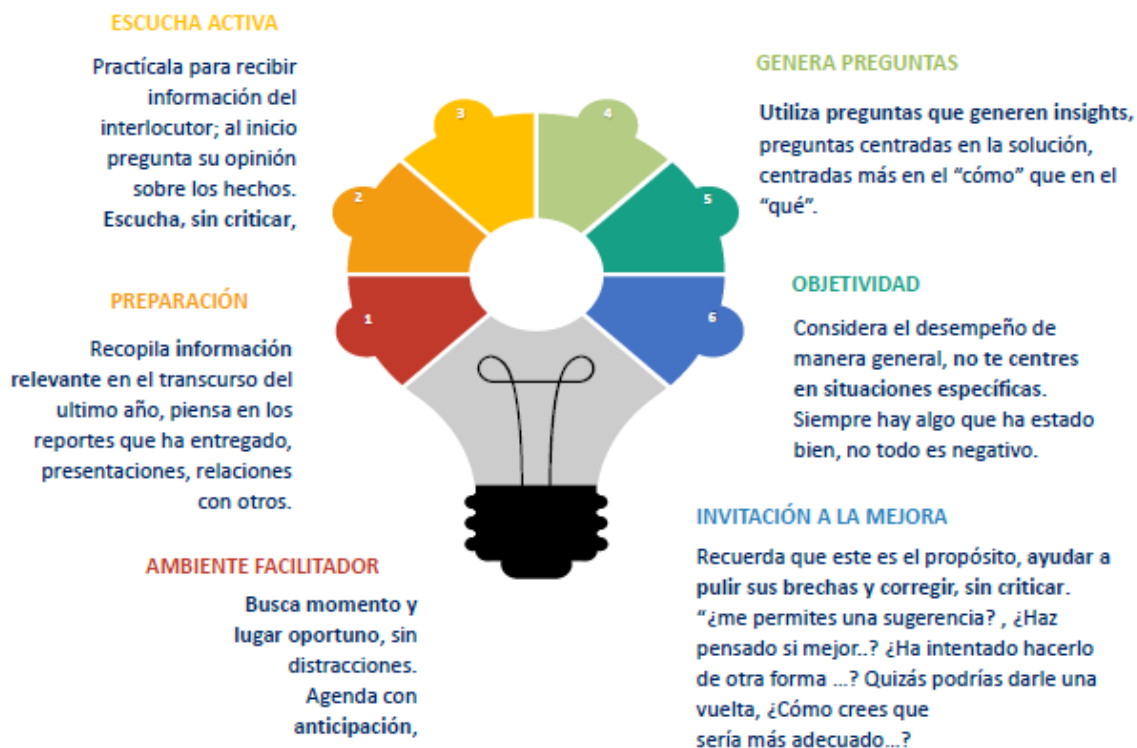 ESCUCHA ACTIVA
Practícala para recibir
información del
interlocutor; al inicio
pregunta su opinión
sobre los hechos.
Escucha, sin criticar,
PREPARACIÓN
Recopila información
relevante en el transcurso del
ultimo año, piensa en los
reportes que ha entregado,
presentaciones, relaciones
con otros.
AMBIENTE FACILITADOR
Busca momento y
lugar oportuno, sin
distracciones.
Agenda con
anticipación,
1
2
3
4
5
6
GENERA PREGUNTAS
Utiliza preguntas que generen insights,
preguntas centradas en la solución,
centradas más en el “cómo” que en el
“qué”.
OBJETIVIDAD
Considera el desempeño de
manera general, no te centres
en situaciones específicas.
Siempre hay algo que ha estado
bien, no todo es negativo.
INVITACIÓN A LA MEJORA
Recuerda que este es el propósito, ayudar a
pulir sus brechas y corregir, sin criticar.
“¿me permites una sugerencia? , ¿Haz
pensado si mejor..? ¿Ha intentado hacerlo
de otra forma ...? Quizás podrías darle una
vuelta, ¿Cómo crees que
sería más adecuado...?